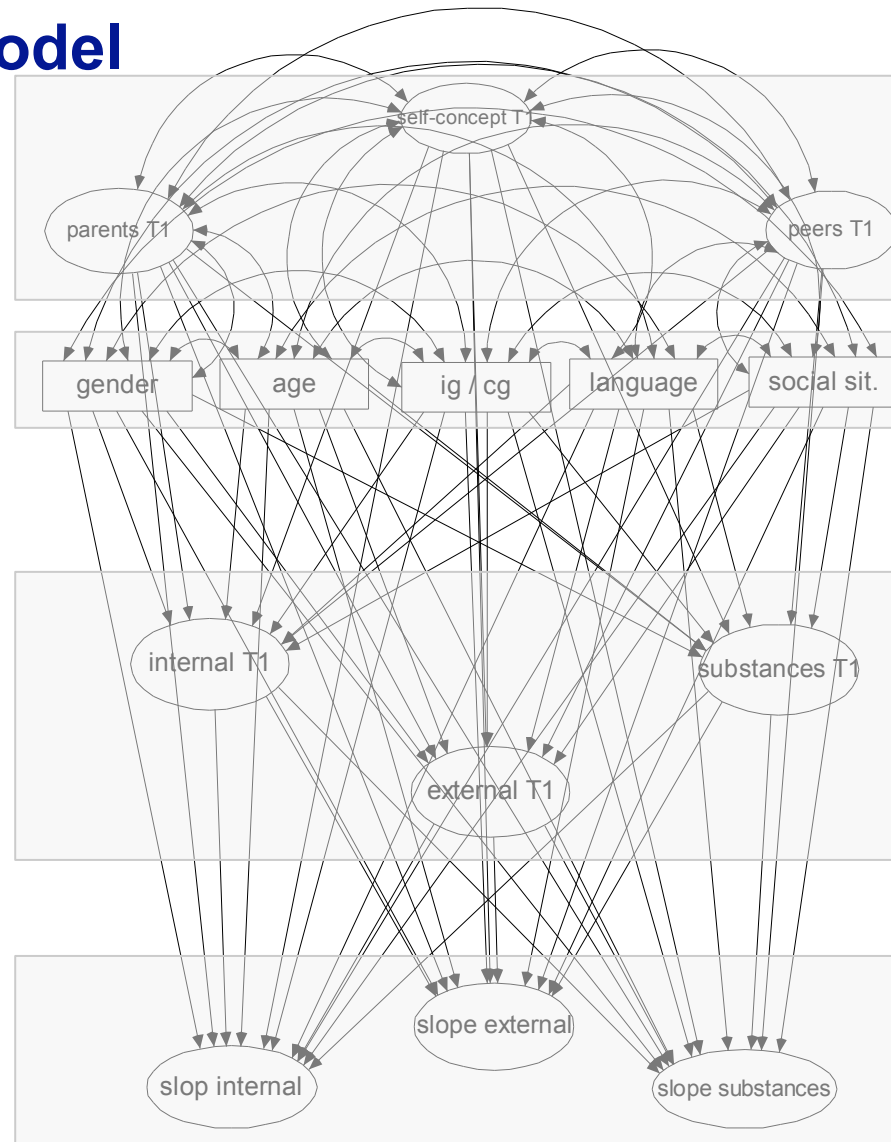 odel
self-concept T1
parents T1
peers T1
gender
age
ig / cg
language
social sit.
internal T1
substances T1
external T1
slope external
slop internal
slope substances